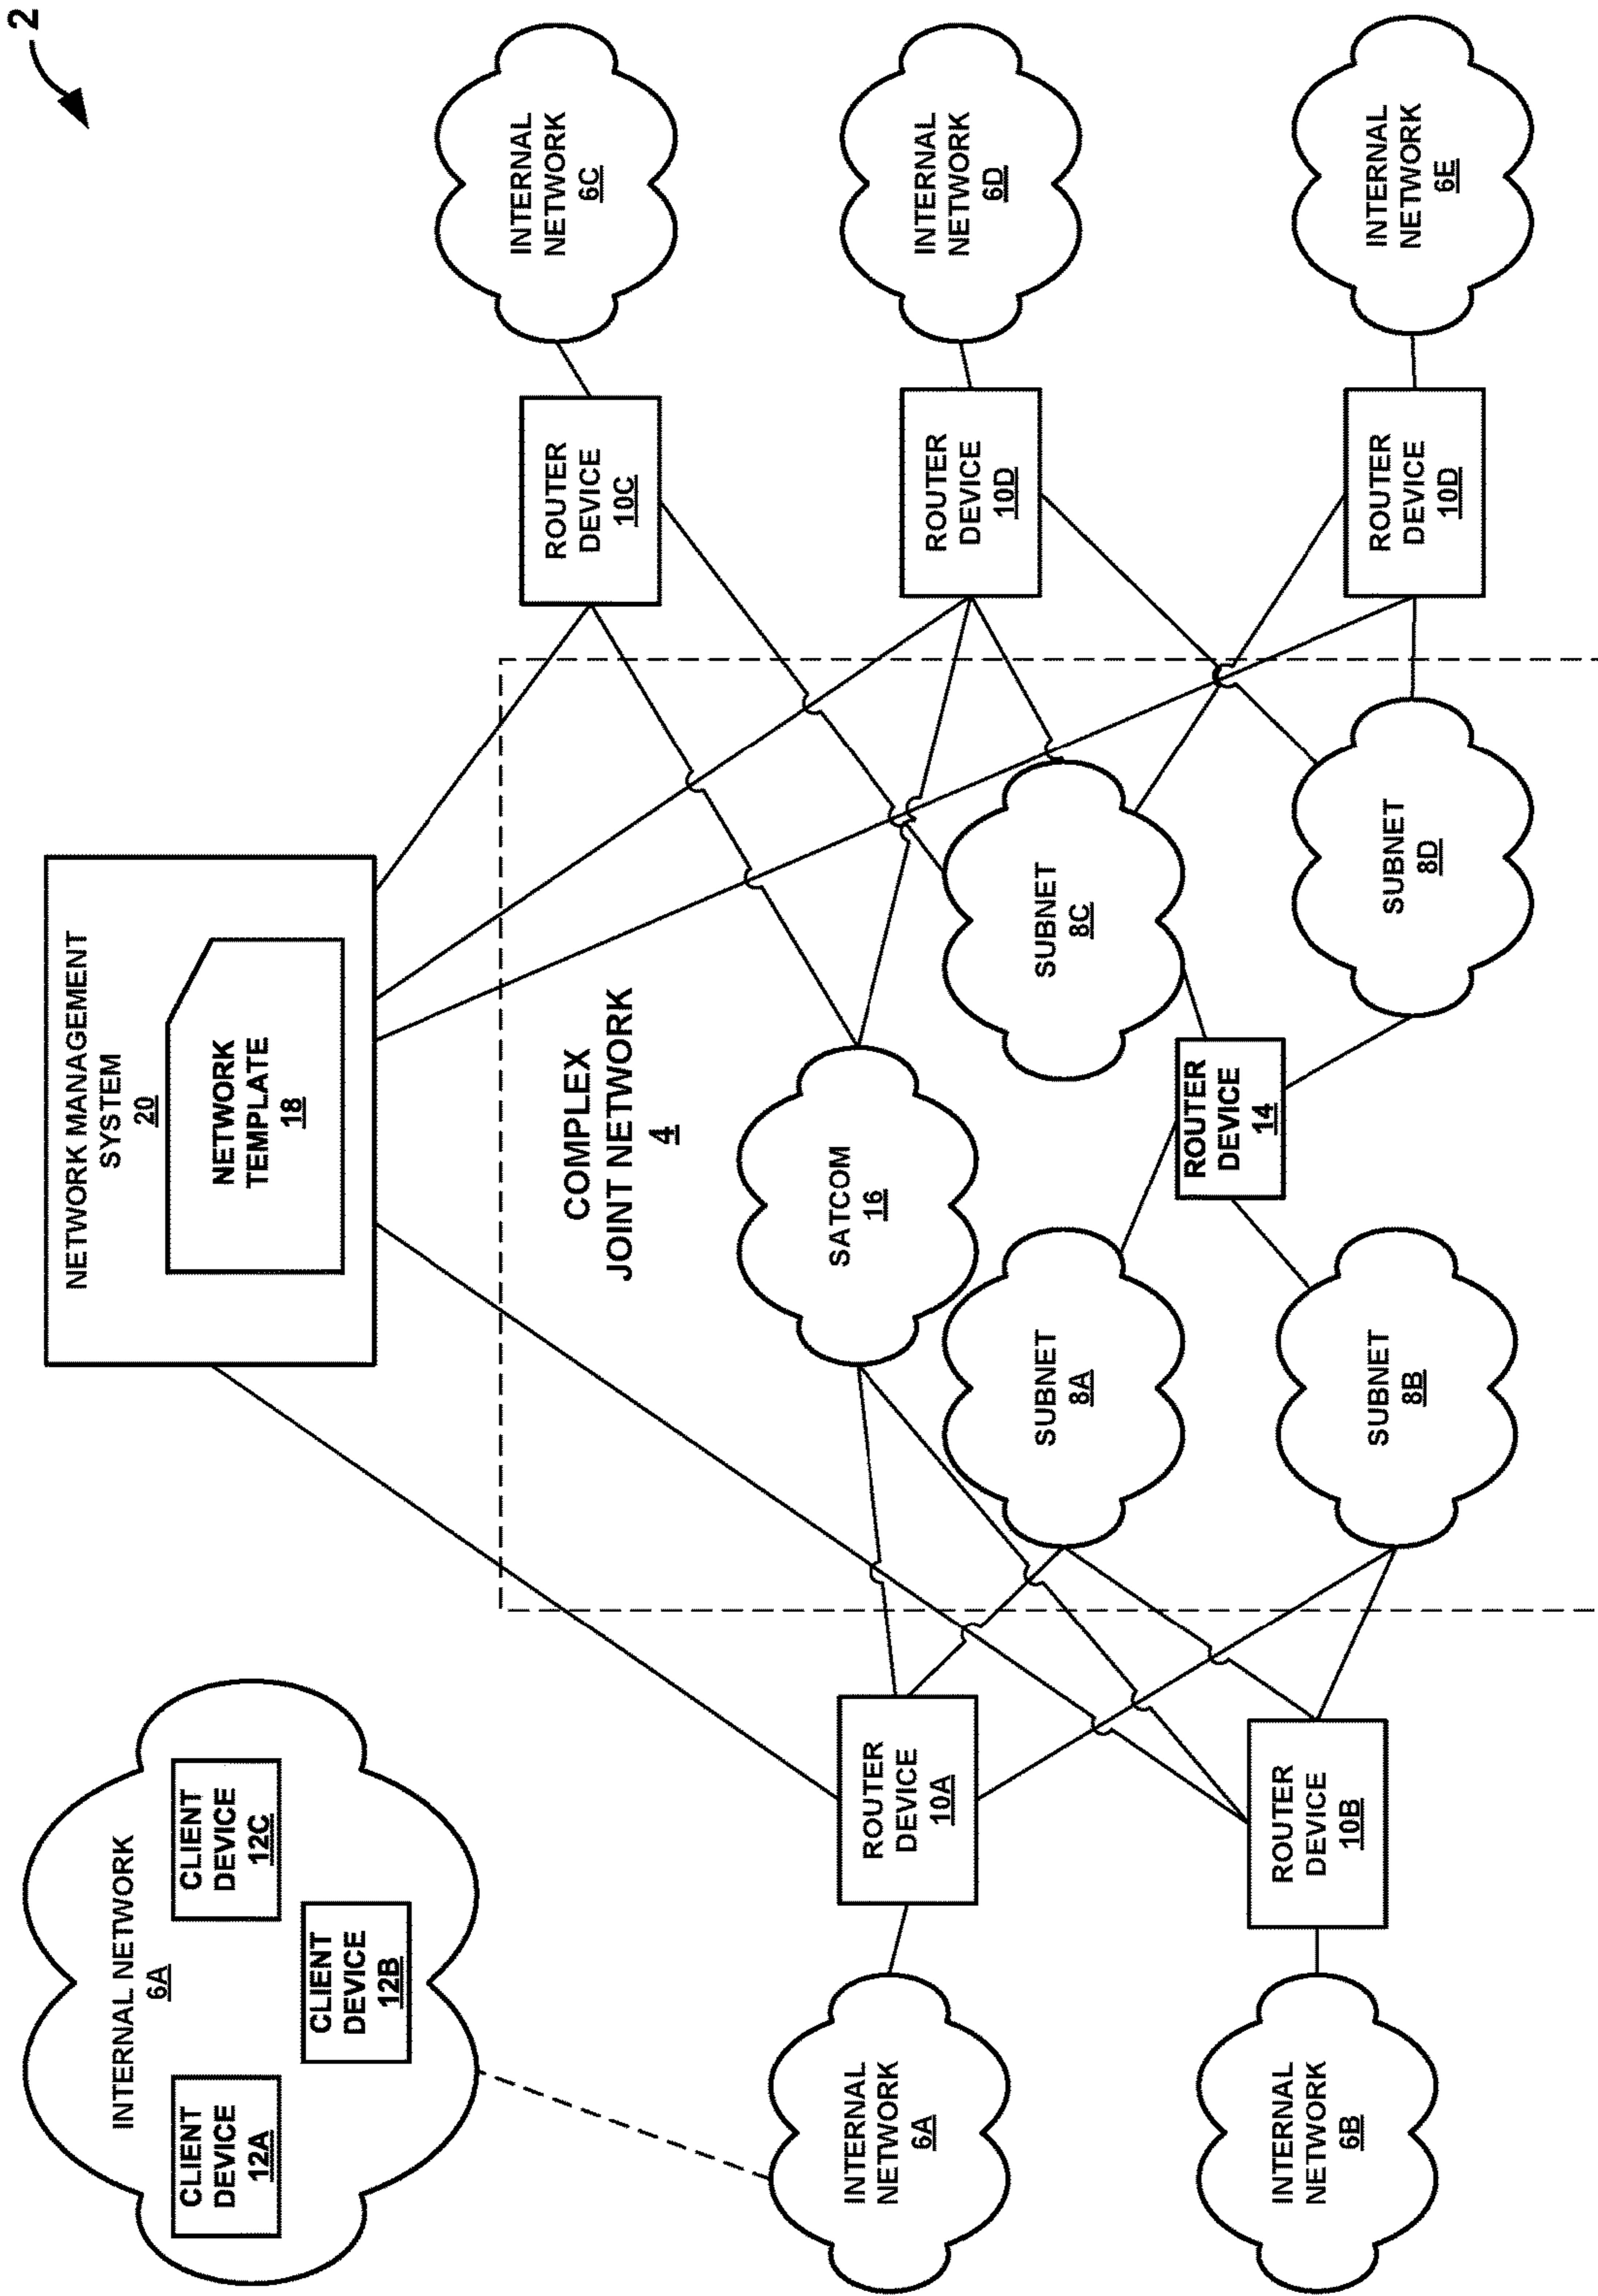 2
INTERNAL NETWORK
6A
CLIENT
DEVICE
12A
CLIENT
DEVICE
12B
CLIENT
DEVICE
12C
NETWORK MANAGEMENT
SYSTEM
20
NETWORK
TEMPLATE
18
COMPLEX
JOINT NETWORK
4
INTERNAL
NETWORK
6C
ROUTER
DEVICE
10C
SATCOM
16
INTERNAL
NETWORK
6A
ROUTER
DEVICE
10A
SUBNET
8A
SUBNET
8C
ROUTER
DEVICE
10D
INTERNAL
NETWORK
6D
ROUTER
DEVICE
14
INTERNAL
NETWORK
6B
ROUTER
DEVICE
10B
SUBNET
8B
SUBNET
8D
ROUTER
DEVICE
10D
INTERNAL
NETWORK
6E